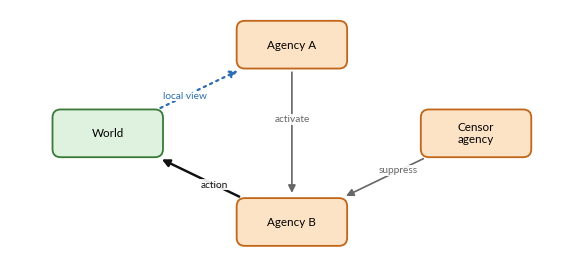 Agency A
local view
activate
World
Censor
agency
suppress
action
Agency B